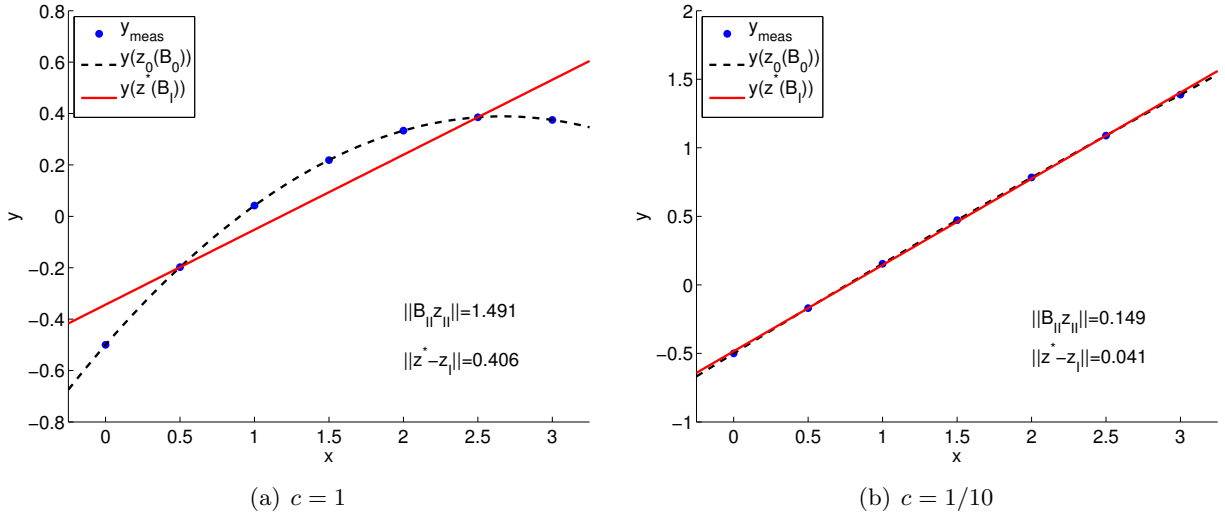 0.8
0.6
0.4
0.2
0
−0.2
−0.4
−0.6
−0.8
y
y_meas
y(z_0(B_0))
y(z^*(B_I))
||B_II z_II||=1.491
||z^*−z_I||=0.406
0 0.5 1 1.5 2 2.5 3
x
(a) c = 1
2
1.5
1
0.5
0
−0.5
−1
y
y_meas
y(z_0(B_0))
y(z^*(B_I))
||B_II z_II||=0.149
||z^*−z_I||=0.041
0 0.5 1 1.5 2 2.5 3
x
(b) c = 1/10